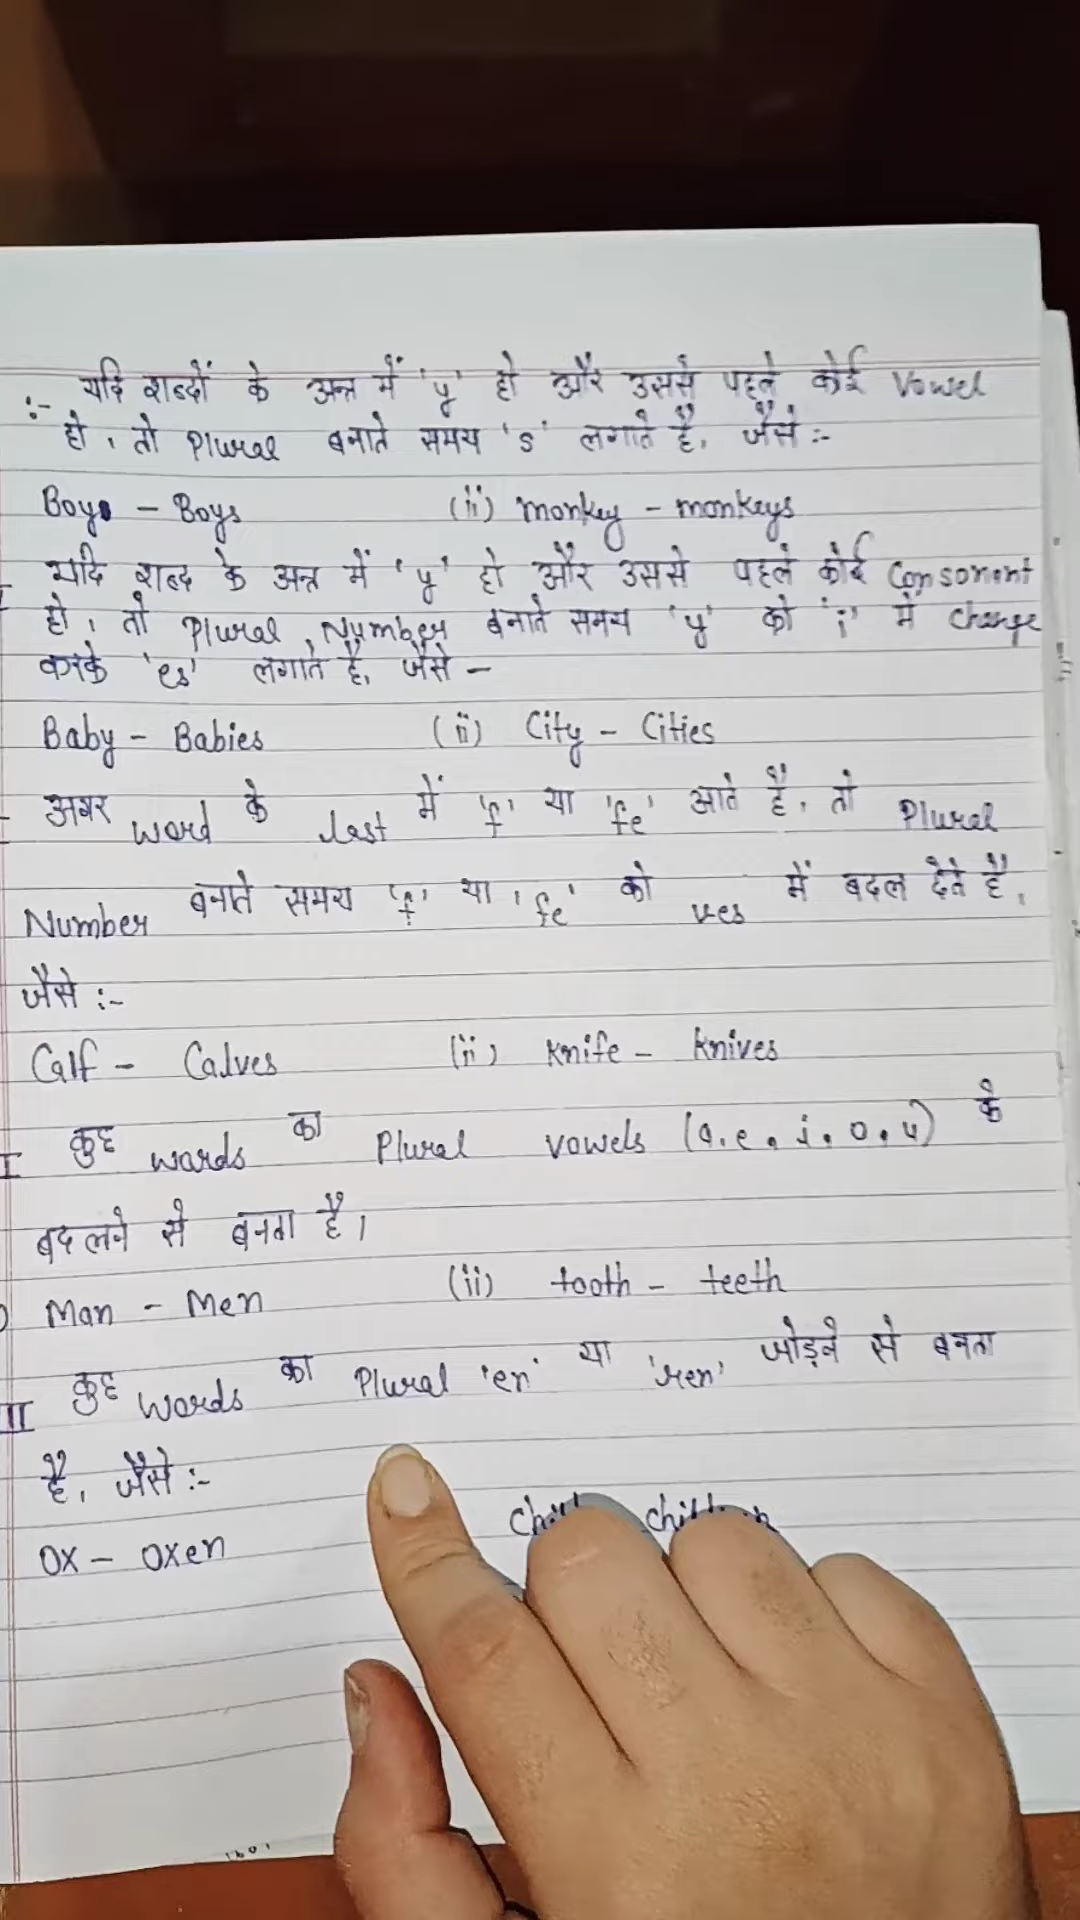 :- यदि शब्दों के अन्त में 'y' हो और उससे पहले कोई Vowel
हो, तो Plural बनाते समय 's' लगाते है, जैसे :-
Boy - Boys (ii) monkey - monkeys
यदि शब्द के अन्त में 'y' हो और उससे पहले कोई Consonent
हो, तो Plural Number बनाते समय 'y' को 'i' में change
करके 'es' लगाते है, जैसे -
Baby - Babies (ii) City - Cities
अगर word के last में 'f' या 'fe' आते है, तो Plural
Number बनाते समय 'f' या 'fe' को ves में बदल देते है,
जैसे :-
Calf - Calves (ii) Knife - Knives
I कुछ words का Plural vowels (a, e, i, o, u) के
बदलने से बनता है।
Man - Men (ii) tooth - teeth
II कुछ words का Plural 'en' या 'ren' जोड़ने से बनता
है, जैसे :-
Ox - Oxen